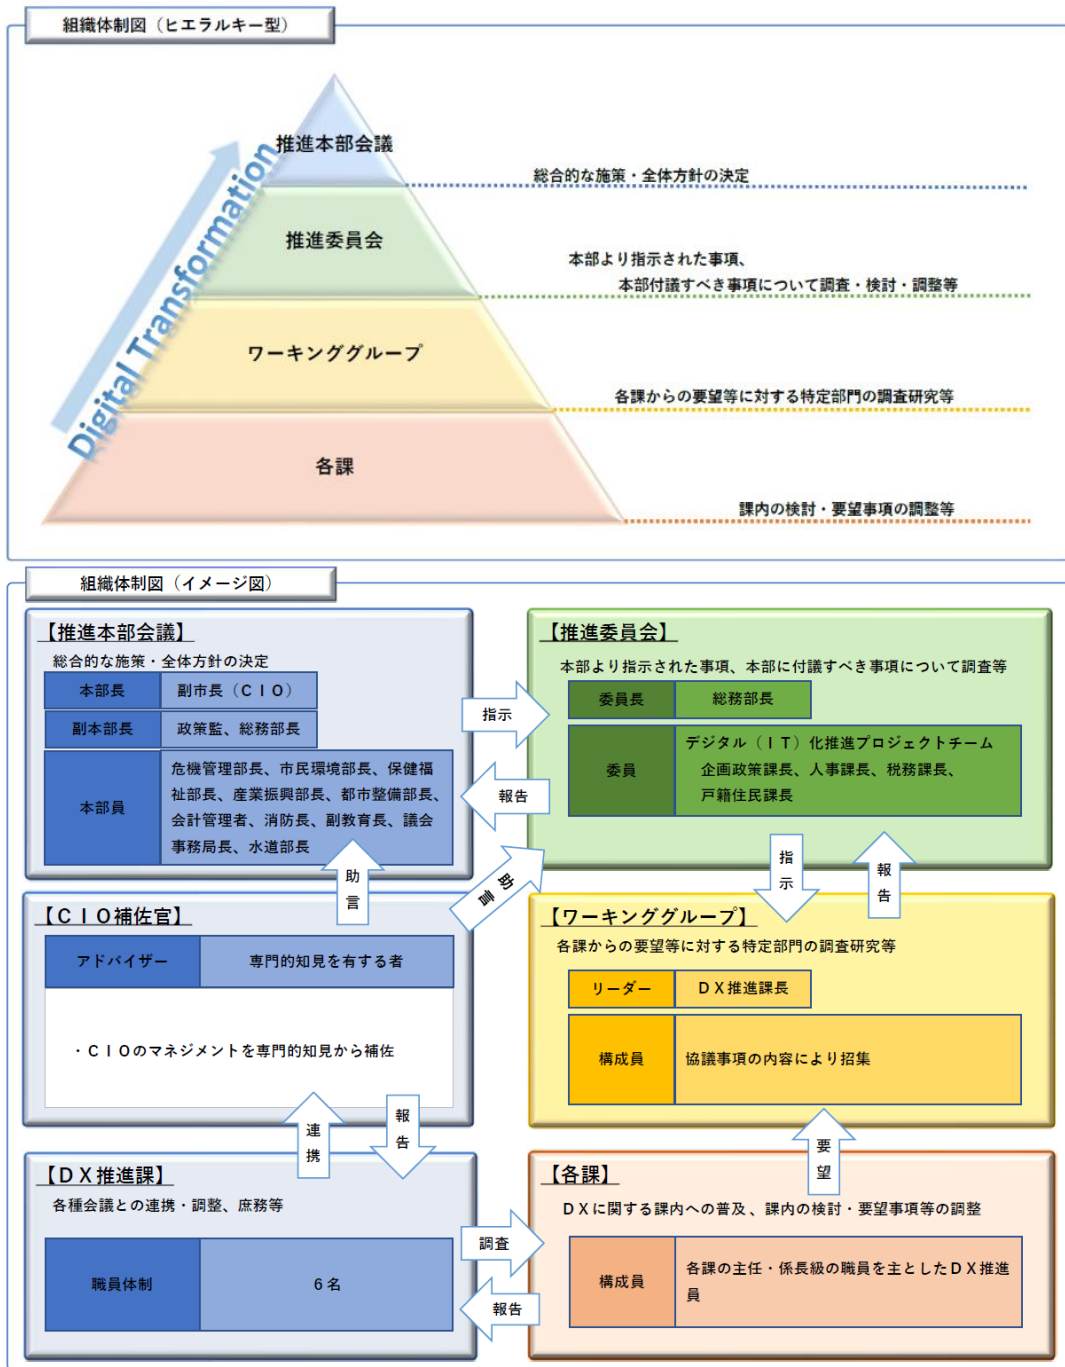 組織体制図（ヒエラルキー型）
Digital Transformation
推進本部会議
総合的な施策・全体方針の決定
推進委員会
本部より指示された事項、
本部付議すべき事項について調査・検討・調整等
ワーキンググループ
各課からの要望等に対する特定部門の調査研究等
各課
課内の検討・要望事項の調整等
組織体制図（イメージ図）
【推進本部会議】
総合的な施策・全体方針の決定
本部長
副市長（ＣＩＯ）
副本部長
政策監、総務部長
本部員
危機管理部長、市民環境部長、保健福
祉部長、産業振興部長、都市整備部長、
会計管理者、消防長、副教育長、議会
事務局長、水道部長
指示
報告
【推進委員会】
本部より指示された事項、本部に付議すべき事項について調査等
委員長
総務部長
委員
デジタル（ＩＴ）化推進プロジェクトチーム
企画政策課長、人事課長、税務課長、
戸籍住民課長
助言
助言
指示
報告
【ＣＩＯ補佐官】
アドバイザー
専門的知見を有する者
・ＣＩＯのマネジメントを専門的知見から補佐
【ワーキンググループ】
各課からの要望等に対する特定部門の調査研究等
リーダー
ＤＸ推進課長
構成員
協議事項の内容により招集
連携
報告
要望
【ＤＸ推進課】
各種会議との連携・調整、庶務等
職員体制
６名
調査
報告
【各課】
ＤＸに関する課内への普及、課内の検討・要望事項等の調整
構成員
各課の主任・係長級の職員を主としたＤＸ推進
員